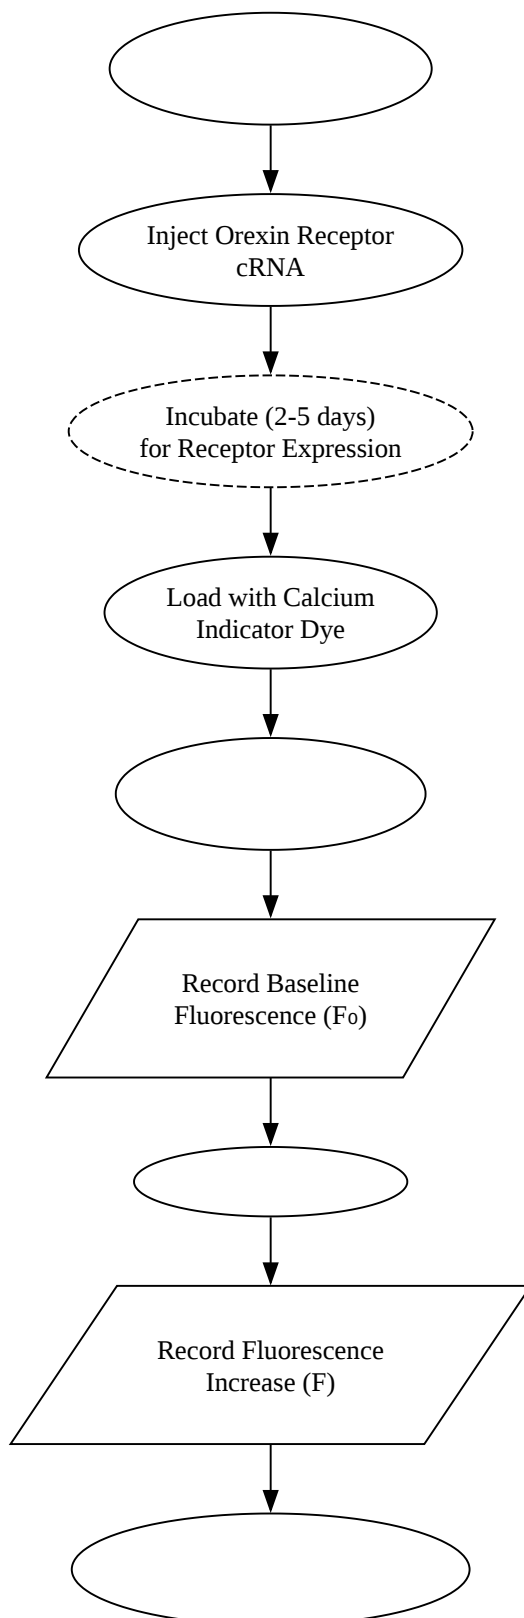 Inject Orexin Receptor
cRNA
Incubate (2-5 days)
for Receptor Expression
Load with Calcium
Indicator Dye
Record Baseline
Fluorescence (F₀)
Record Fluorescence
Increase (F)